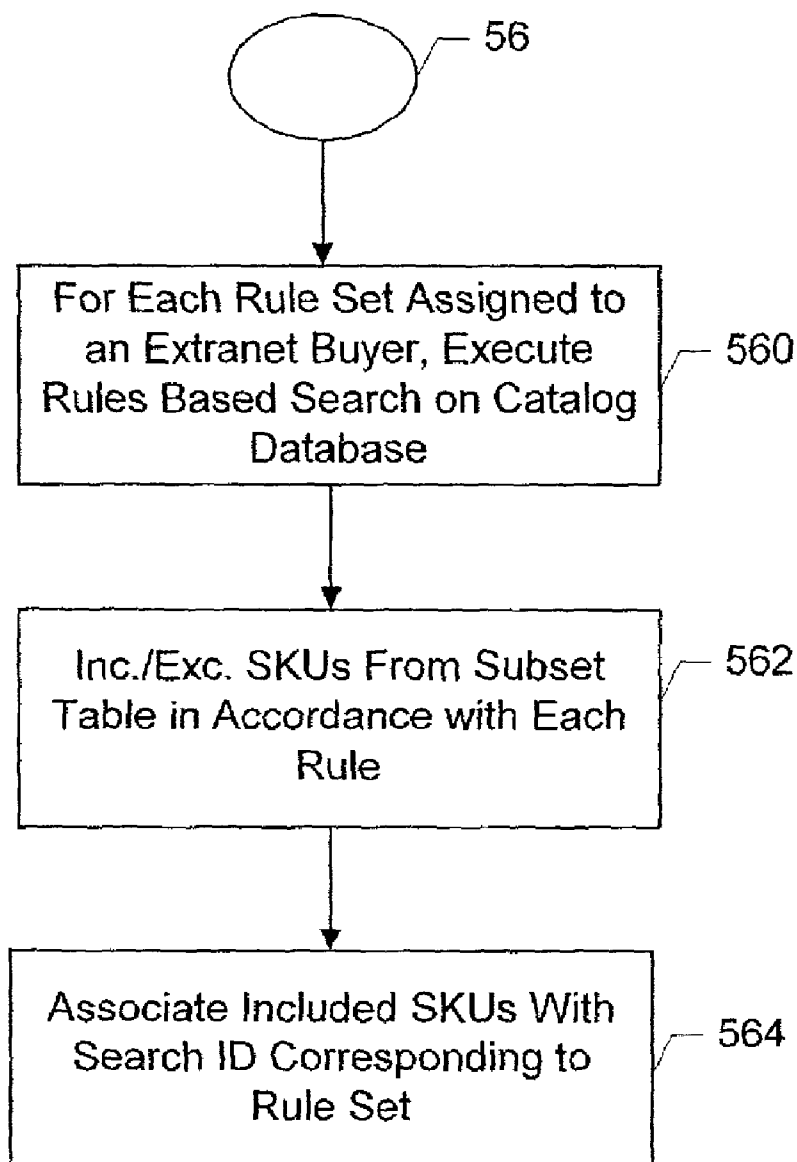 56
For Each Rule Set Assigned to
an Extranet Buyer, Execute
Rules Based Search on Catalog
Database
560
Inc./Exc. SKUs From Subset
Table in Accordance with Each
Rule
562
Associate Included SKUs With
Search ID Corresponding to
Rule Set
564